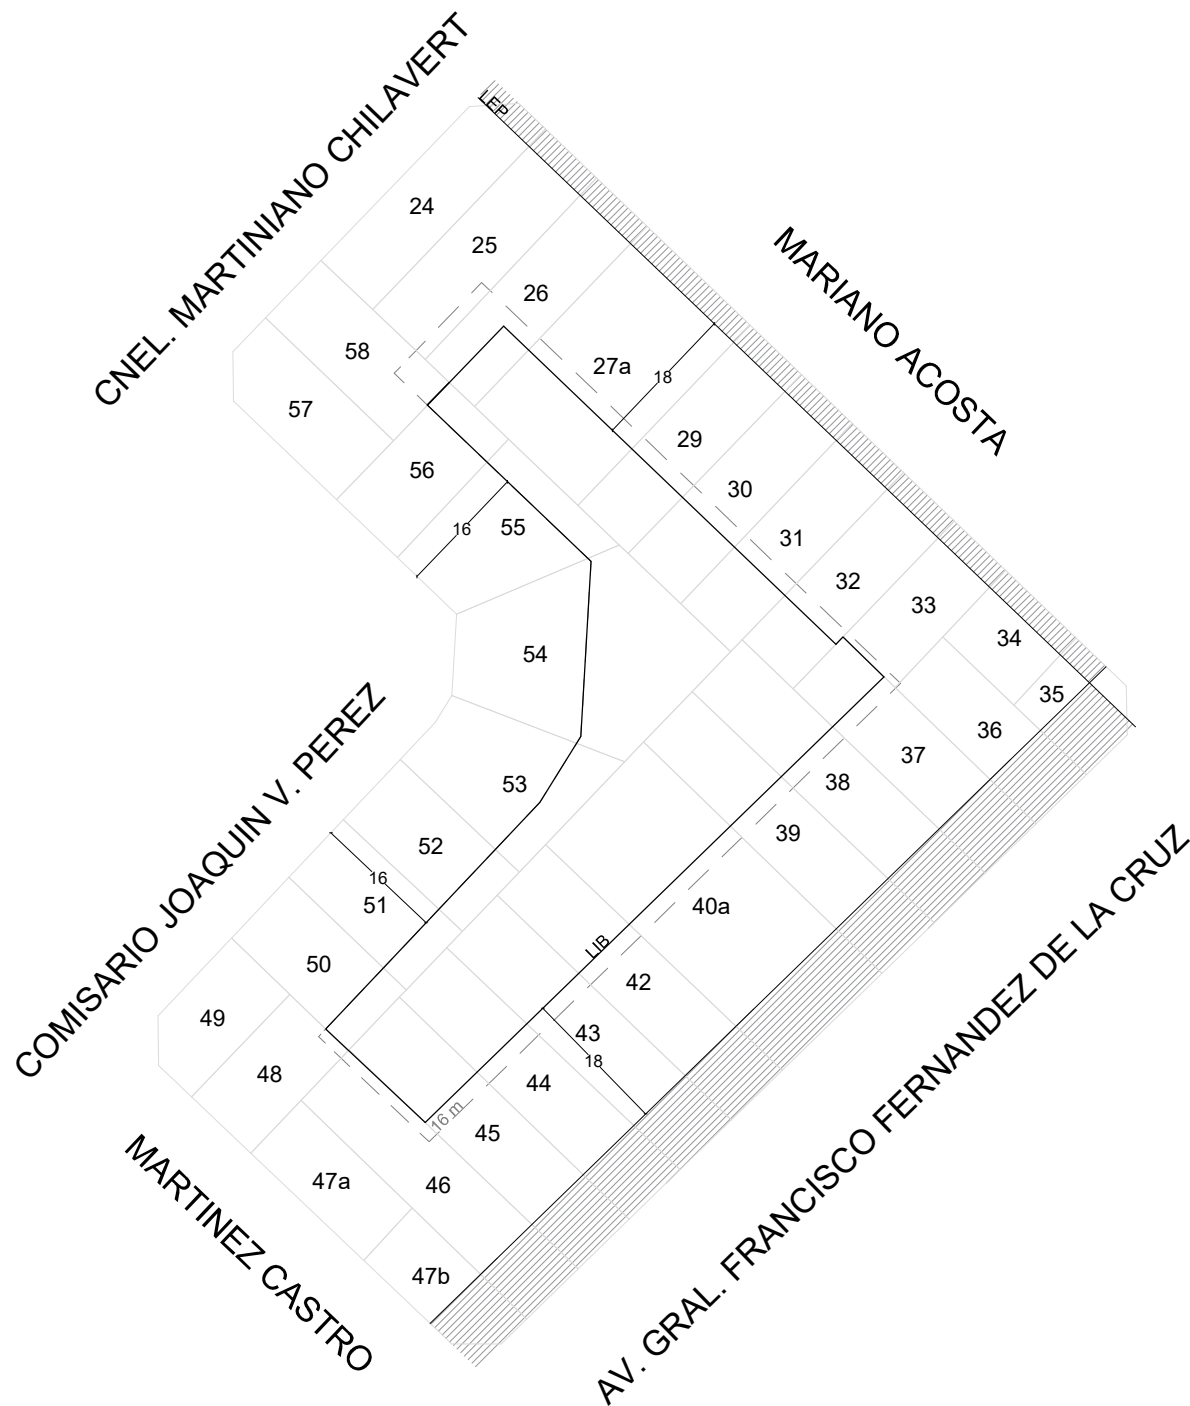 CNEL. MARTINIANO CHILAVERT
LEP
24
25
MARIANO ACOSTA
26
58
27a
18
57
29
56
30
16
55
31
32
33
34
54
35
36
37
53
38
39
52
16
51
40a
COMISARIO JOAQUIN V. PEREZ
LIB
50
42
49
43
18
48
44
16 m
45
47a
46
MARTINEZ CASTRO
47b
AV. GRAL. FRANCISCO FERNANDEZ DE LA CRUZ